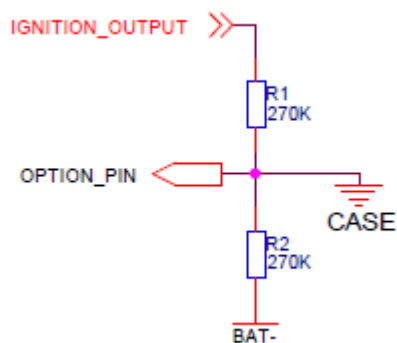 IGNITION_OUTPUT
R1
270K
OPTION_PIN
CASE
R2
270K
BAT-